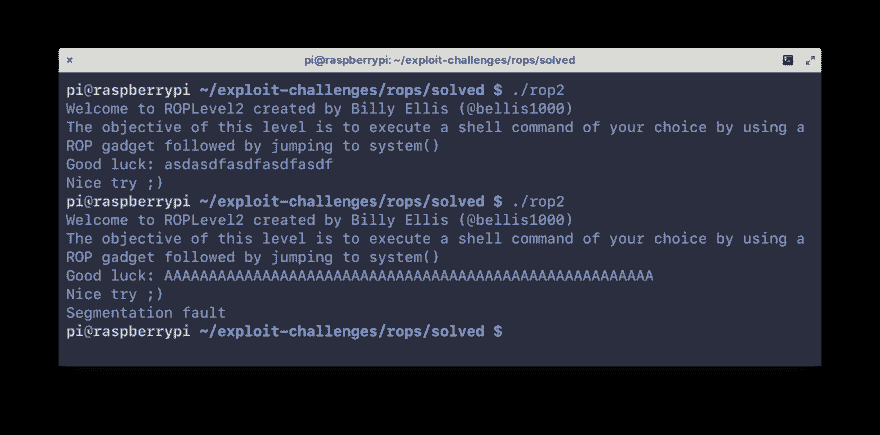 × pi@raspberrypi: ~/exploit-challenges/rops/solved
pi@raspberrypi ~/exploit-challenges/rops/solved $ ./rop2
Welcome to ROPLevel2 created by Billy Ellis (@bellis1000)
The objective of this level is to execute a shell command of your choice by using a
ROP gadget followed by jumping to system()
Good luck: asdasdfasdfasdfasdf
Nice try ;)
pi@raspberrypi ~/exploit-challenges/rops/solved $ ./rop2
Welcome to ROPLevel2 created by Billy Ellis (@bellis1000)
The objective of this level is to execute a shell command of your choice by using a
ROP gadget followed by jumping to system()
Good luck: AAAAAAAAAAAAAAAAAAAAAAAAAAAAAAAAAAAAAAAAAAAAAAAAAAAAAAA
Nice try ;)
Segmentation fault
pi@raspberrypi ~/exploit-challenges/rops/solved $